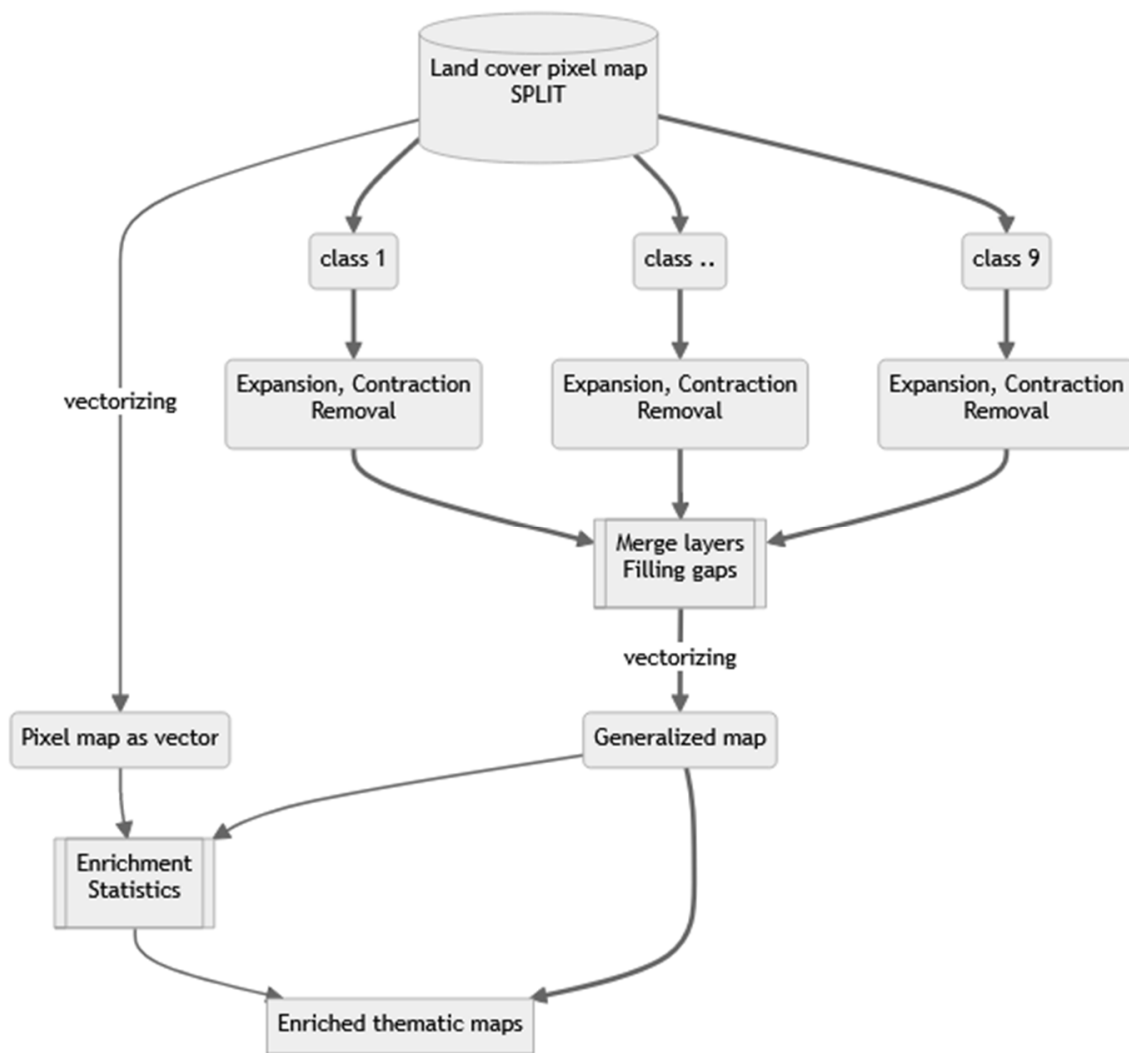 Land cover pixel map
SPLIT
class 1
class ..
class 9
Expansion, Contraction
Removal
Expansion, Contraction
Removal
Expansion, Contraction
Removal
vectorizing
Merge layers
Filling gaps
vectorizing
Pixel map as vector
Generalized map
Enrichment
Statistics
Enriched thematic maps